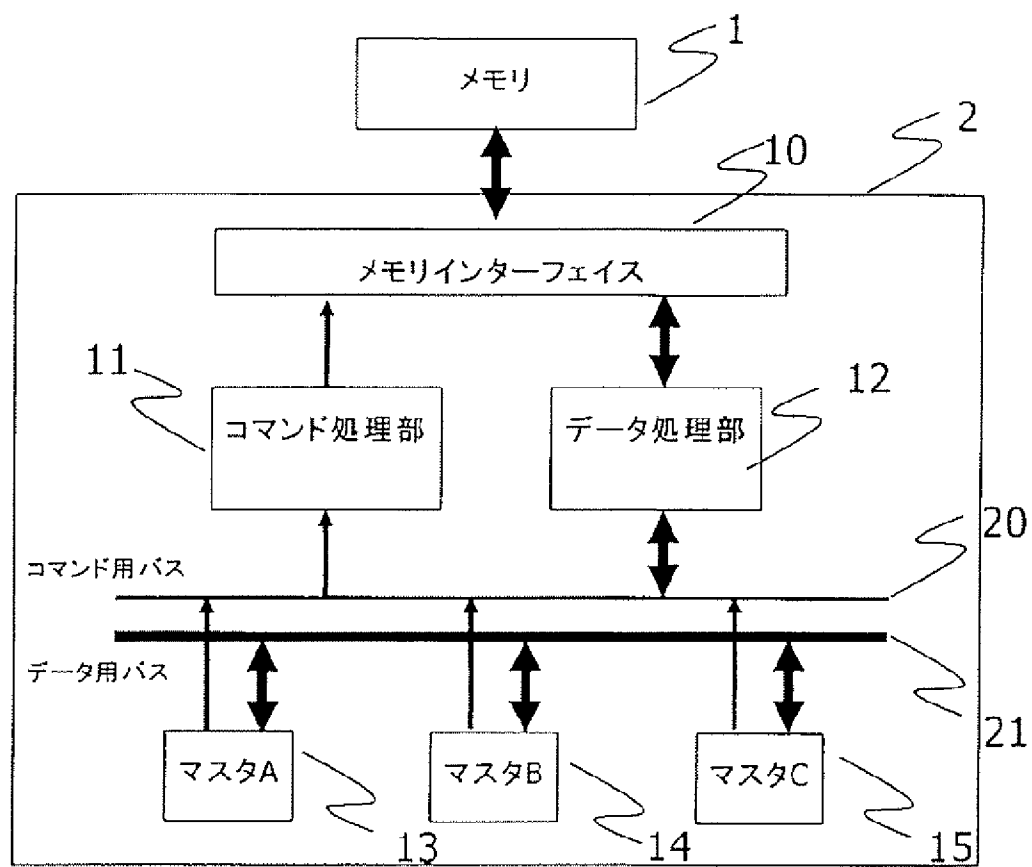 1
メモリ
2
10
メモリインターフェイス
11
12
コマンド処理部
データ処理部
20
コマンド用バス
データ用バス
21
マスタA
マスタB
マスタC
13
14
15